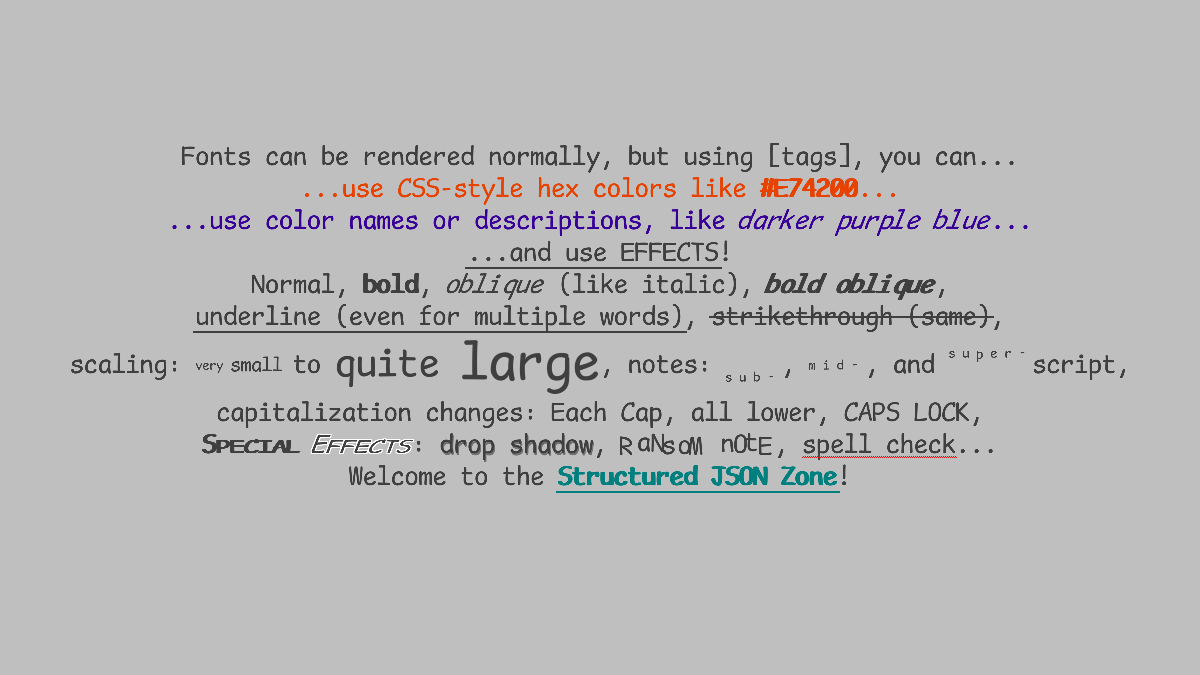 Fonts can be rendered normally, but using [tags], you can...
...use CSS-style hex colors like #E74200...
...use color names or descriptions, like darker purple blue...
...and use EFFECTS!
Normal, bold, oblique (like italic), bold oblique,
underline (even for multiple words), strikethrough (same),
scaling: very small to quite large, notes: sub-, mid-, and super-script,
capitalization changes: Each Cap, all lower, CAPS LOCK,
SPECIAL EFFECTS: drop shadow, RaNsoM nOtE, spell check...
Welcome to the Structured JSON Zone!